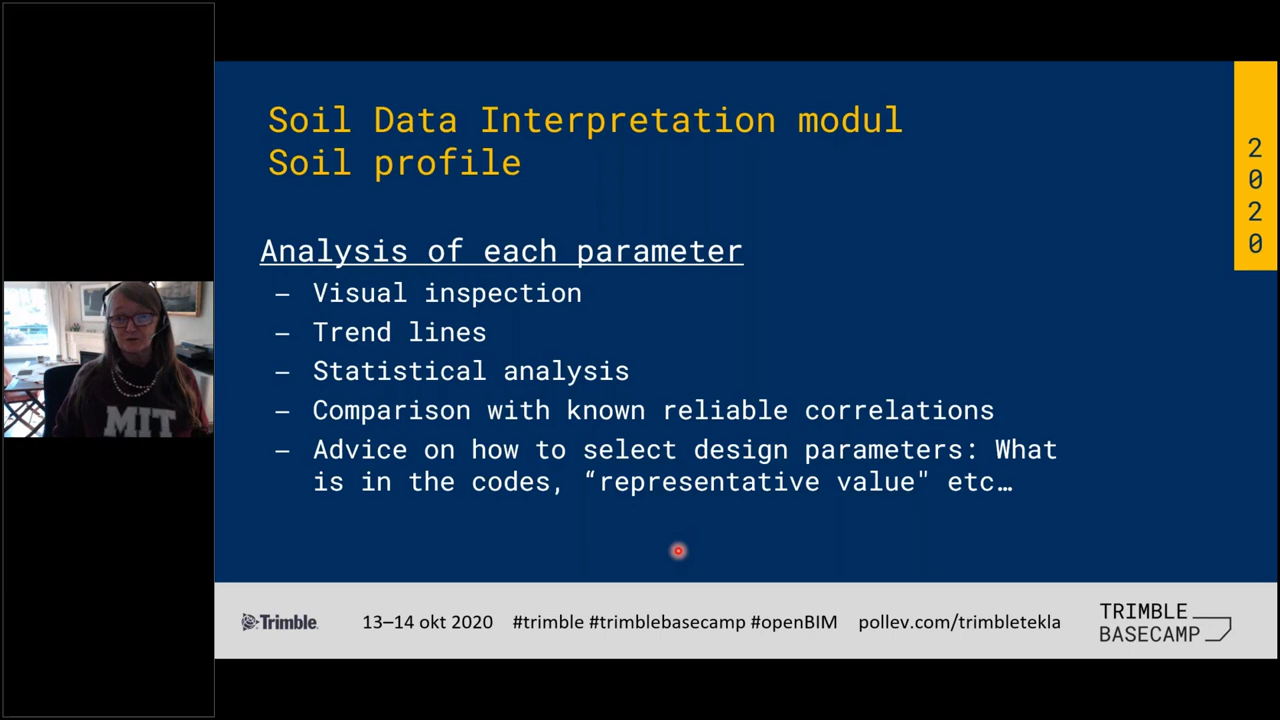 Soil Data Interpretation modul
Soil profile
2
0
2
0
Analysis of each parameter
– Visual inspection
– Trend lines
– Statistical analysis
– Comparison with known reliable correlations
– Advice on how to select design parameters: What
is in the codes, “representative value" etc…
MIT
Trimble.
13–14 okt 2020 #trimble #trimblebasecamp #openBIM pollev.com/trimbletekla
TRIMBLE
BASECAMP